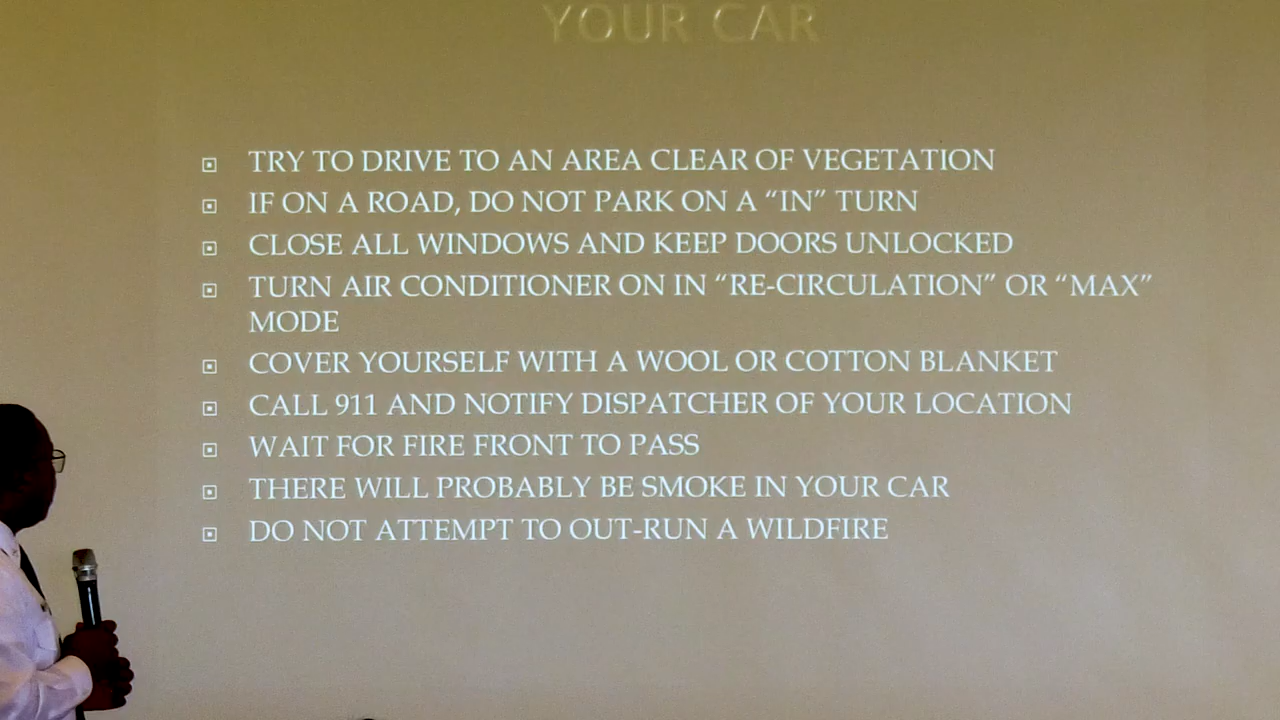 YOUR CAR
TRY TO DRIVE TO AN AREA CLEAR OF VEGETATION
IF ON A ROAD, DO NOT PARK ON A “IN” TURN
CLOSE ALL WINDOWS AND KEEP DOORS UNLOCKED
TURN AIR CONDITIONER ON IN “RE-CIRCULATION” OR “MAX”
MODE
COVER YOURSELF WITH A WOOL OR COTTON BLANKET
CALL 911 AND NOTIFY DISPATCHER OF YOUR LOCATION
WAIT FOR FIRE FRONT TO PASS
THERE WILL PROBABLY BE SMOKE IN YOUR CAR
DO NOT ATTEMPT TO OUT-RUN A WILDFIRE